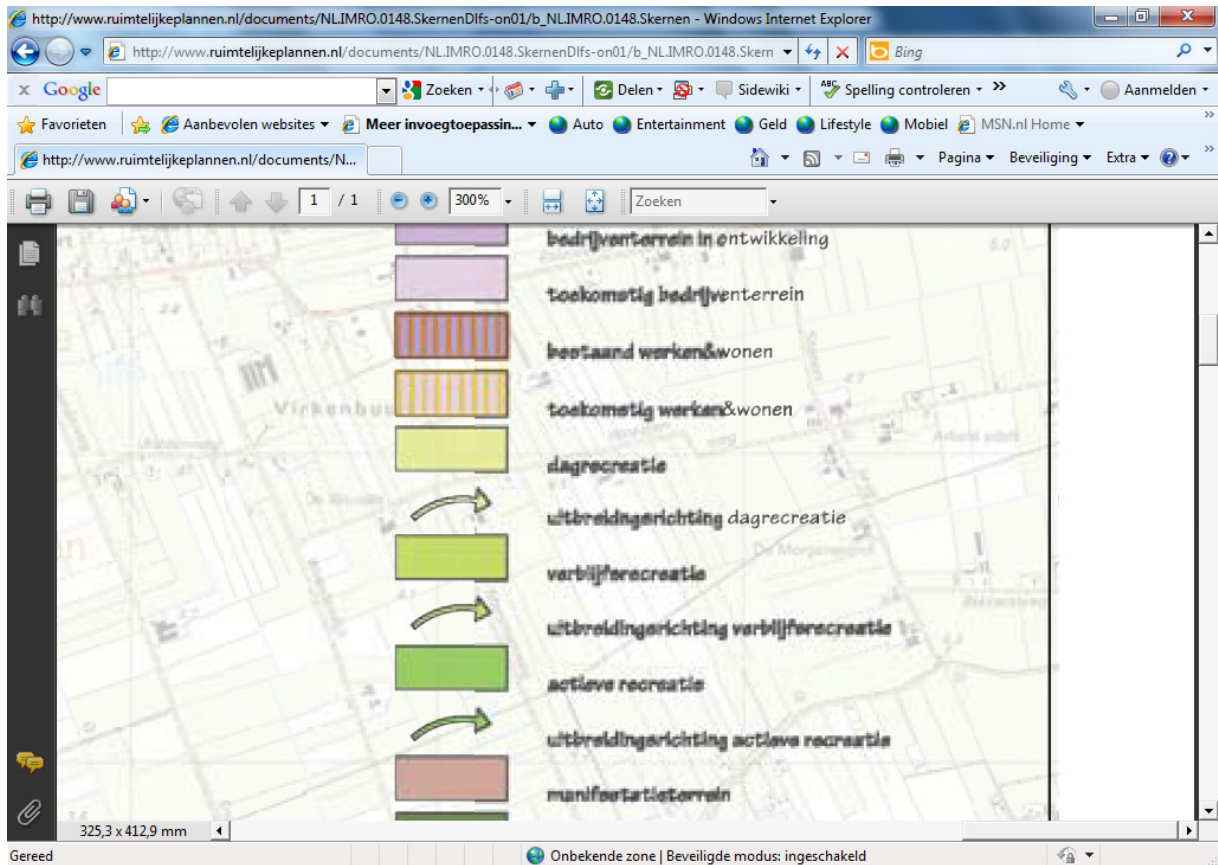 http://www.ruimtelijkeplannen.nl/documents/NL.IMRO.0148.SkernenDlfs-on01/b_NL.IMRO.0148.Skernen - Windows Internet Explorer
http://www.ruimtelijkeplannen.nl/documents/NL.IMRO.0148.SkernenDlfs-on01/b_NL.IMRO.0148.Skern Bing
x Google Zoeken Delen Sidewiki ABC Spelling controleren Aanmelden
Favorieten Aanbevolen websites Meer invoegtoepassin... Auto Entertainment Geld Lifestyle Mobiel MSN.nl Home
http://www.ruimtelijkeplannen.nl/documents/N... Pagina Beveiliging Extra
1 / 1 300% Zoeken
bedrijventerrein in ontwikkeling
toekomstig bedrijventerrein
bestaand werken&wonen
toekomstig werken&wonen
dagrecreatie
uitbreidingsrichting dagrecreatie
verblijfsrecreatie
uitbreidingsrichting verblijfsrecreatie
actieve recreatie
uitbreidingsrichting actieve recreatie
manifestatieterrein
325,3 x 412,9 mm
Gereed Onbekende zone | Beveiligde modus: ingeschakeld